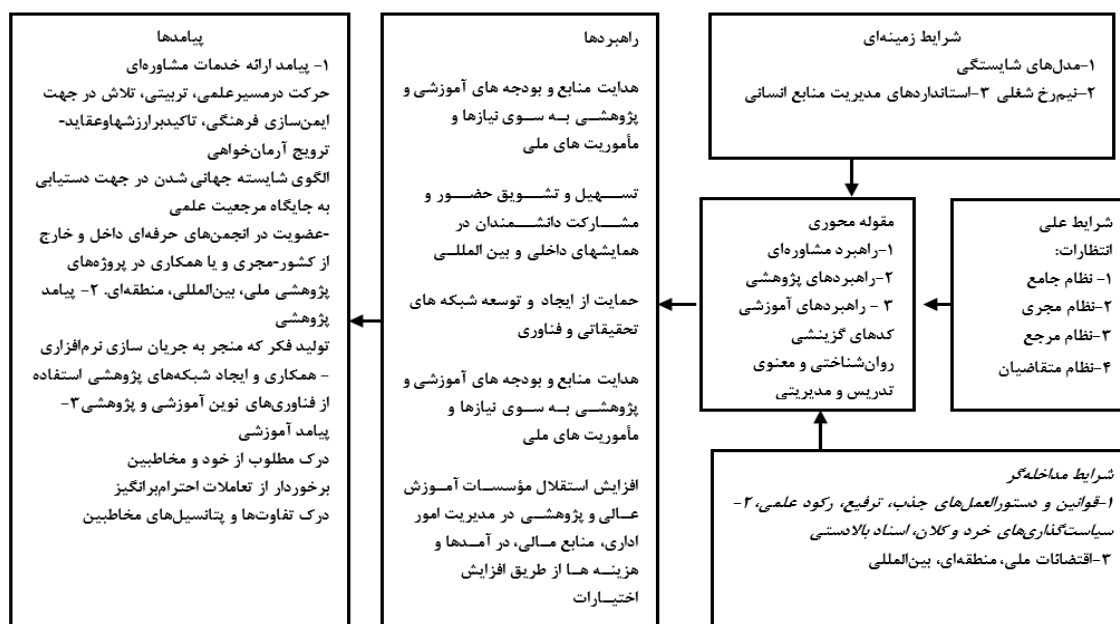 شرایط زمینه‌ای
۱-مدل‌های شایستگی
۲-نیم‌رخ شغلی ۳-استانداردهای مدیریت منابع انسانی
شرایط علی
انتظارات:
۱- نظام جامع
۲-نظام مجری
۳-نظام مرجع
۴-نظام متقاضیان
مقوله محوری
۱-راهبرد مشاوره‌ای
۲-راهبردهای پژوهشی
۳ - راهبردهای آموزشی
کدهای گزینشی
روان‌شناختی و معنوی
تدریس و مدیریتی
شرایط مداخله‌گر
۱-قوانین و دستورالعمل‌های جذب، ترفیع، رکود علمی، ۲-
سیاست‌گذاری‌های خرد و کلان، اسناد بالادستی
۳-اقتضائات ملی، منطقه‌ای، بین‌المللی
راهبردها
هدایت منابع و بودجه های آموزشی و
پژوهشی به سوی نیازها و
مأموریت های ملی
تسهیل و تشویق حضور و
مشارکت دانشمندان در
همایشهای داخلی و بین المللی
حمایت از ایجاد و توسعه شبکه های
تحقیقاتی و فناوری
هدایت منابع و بودجه های آموزشی و
پژوهشی به سوی نیازها و
مأموریت های ملی
افزایش استقلال مؤسسات آموزش
عالی و پژوهشی در مدیریت امور
اداری، منابع مالی، در آمدها و
هزینه ها از طریق افزایش
اختیارات
پیامدها
۱- پیامد ارائه خدمات مشاوره‌ای
حرکت درمسیرعلمی، تربیتی، تلاش در جهت
ایمن‌سازی فرهنگی، تاکیدبرارزشهاوعقاید-
ترویج آرمان‌خواهی
الگوی شایسته جهانی شدن در جهت دستیابی
به جایگاه مرجعیت علمی
-عضویت در انجمن‌های حرفه‌ای داخل و خارج
از کشور-مجری و یا همکاری در پروژه‌های
پژوهشی ملی، بین‌المللی، منطقه‌ای. ۲- پیامد
پژوهشی
تولید فکر که منجر به جریان سازی نرم‌افزاری
- همکاری و ایجاد شبکه‌های پژوهشی استفاده
از فناوری‌های نوین آموزشی و پژوهشی۳-
پیامد آموزشی
درک مطلوب از خود و مخاطبین
برخوردار از تعاملات احترام‌برانگیز
درک تفاوت‌ها و پتانسیل‌های مخاطبین